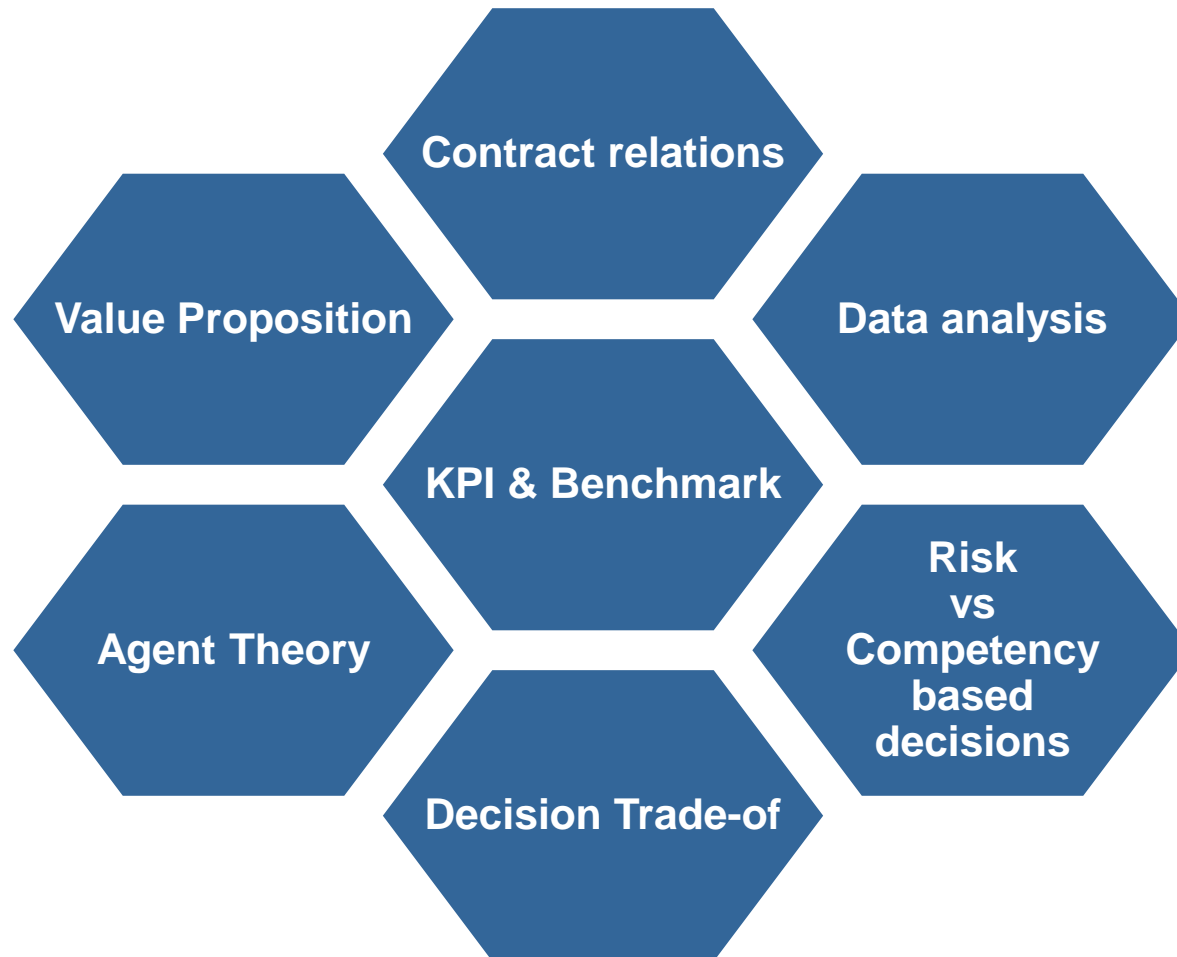 Contract relations
Value Proposition
Data analysis
KPI & Benchmark
Agent Theory
Risk
vs
Competency
based
decisions
Decision Trade-of